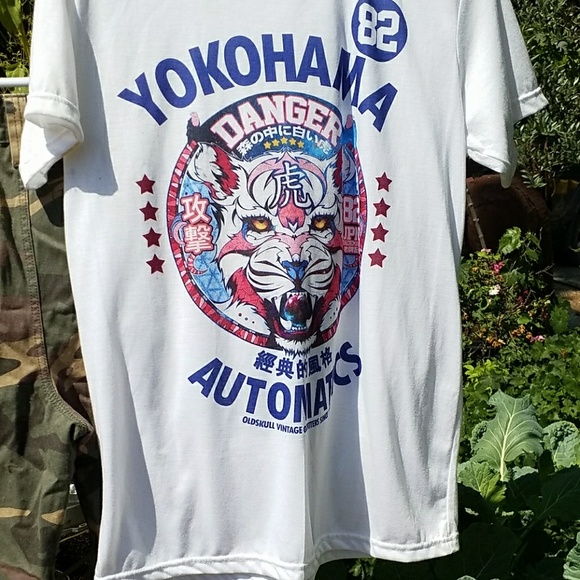 82
YOKOHAMA
DANGER
森の中に白い虎
虎
攻撃
82
經典的風格
AUTOMATICS
OLDSKULL VINTAGE